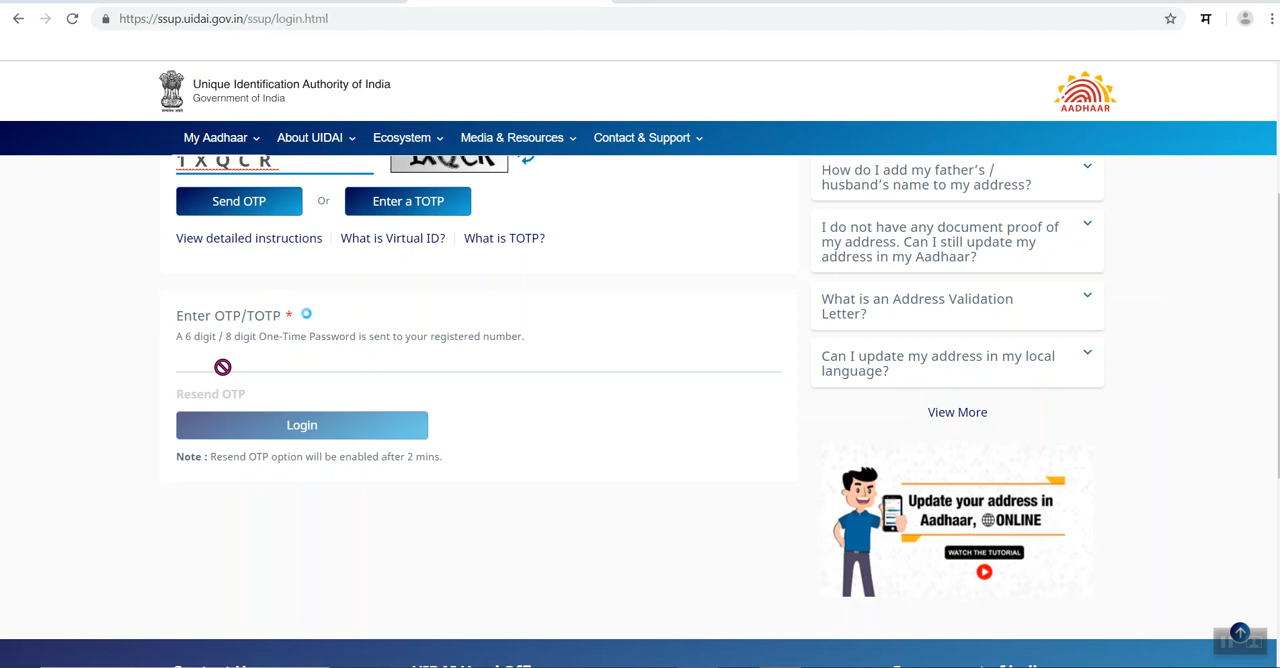 https://ssup.uidai.gov.in/ssup/login.html
म
Unique Identification Authority of India
Government of India
AADHAAR
My Aadhaar
About UIDAI
Ecosystem
Media & Resources
Contact & Support
Send OTP
Or
Enter a TOTP
View detailed instructions
What is Virtual ID?
What is TOTP?
Enter OTP/TOTP *
A 6 digit / 8 digit One-Time Password is sent to your registered number.
Resend OTP
Login
Note : Resend OTP option will be enabled after 2 mins.
How do I add my father's /
husband's name to my address?
I do not have any document proof of
my address. Can I still update my
address in my Aadhaar?
What is an Address Validation
Letter?
Can I update my address in my local
language?
View More
Update your address in
Aadhaar, ONLINE
WATCH THE TUTORIAL